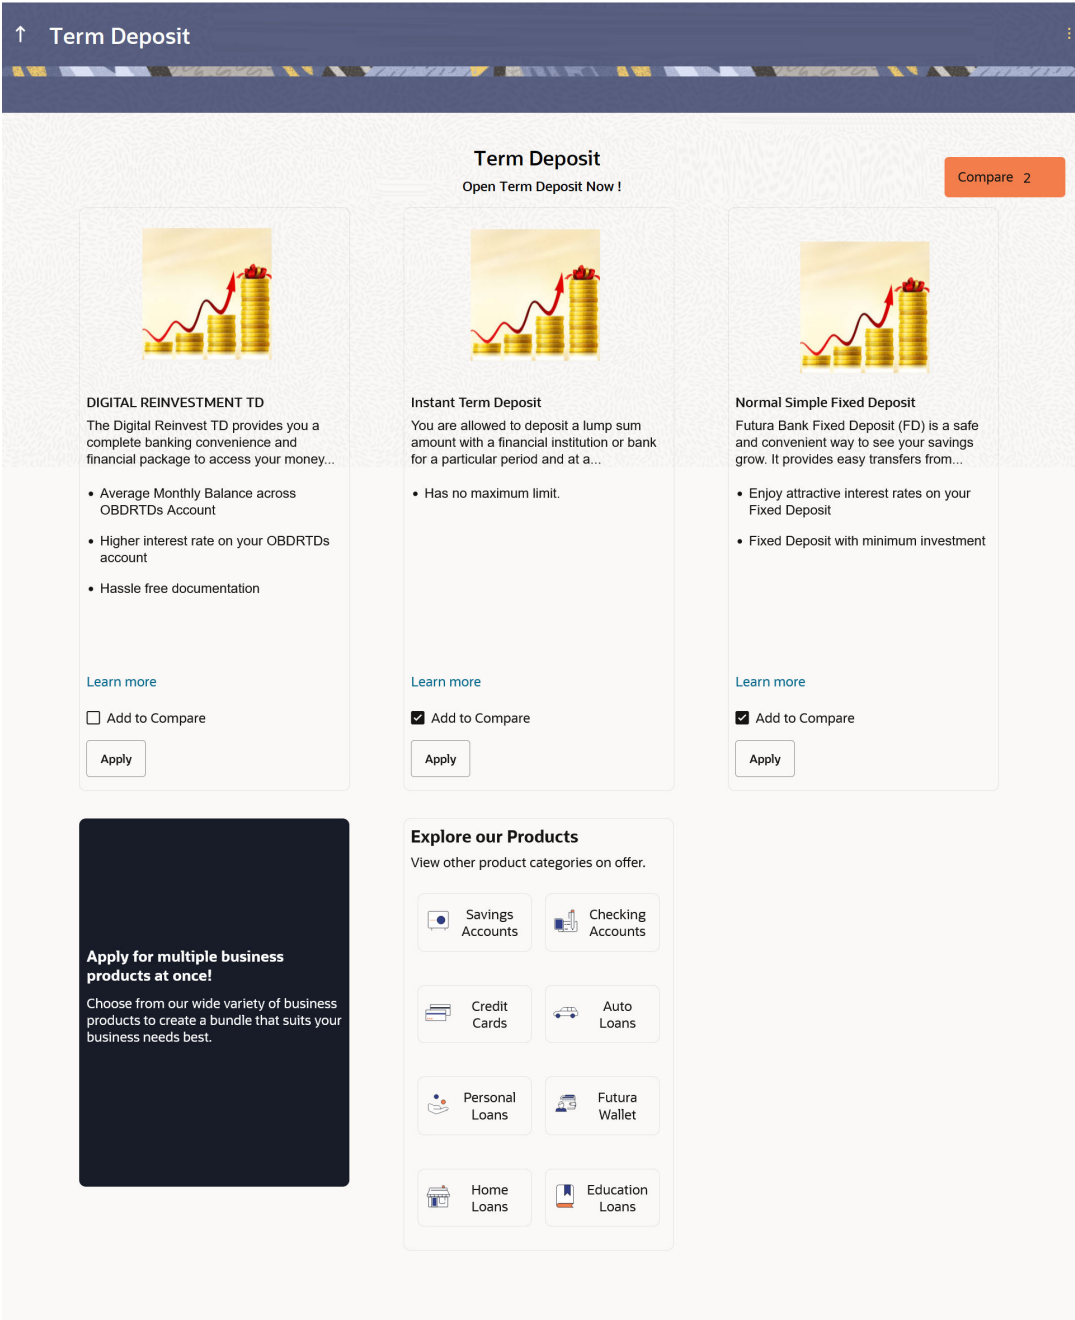 Term Deposit
Term Deposit
Open Term Deposit Now !
Compare 2
DIGITAL REINVESTMENT TD
The Digital Reinvest TD provides you a
complete banking convenience and
financial package to access your money...
• Average Monthly Balance across
OBDRTDs Account
• Higher interest rate on your OBDRTDs
account
• Hassle free documentation
Learn more
Add to Compare
Apply
Instant Term Deposit
You are allowed to deposit a lump sum
amount with a financial institution or bank
for a particular period and at a...
• Has no maximum limit.
Learn more
Add to Compare
Apply
Normal Simple Fixed Deposit
Futura Bank Fixed Deposit (FD) is a safe
and convenient way to see your savings
grow. It provides easy transfers from...
• Enjoy attractive interest rates on your
Fixed Deposit
• Fixed Deposit with minimum investment
Learn more
Add to Compare
Apply
Apply for multiple business
products at once!
Choose from our wide variety of business
products to create a bundle that suits your
business needs best.
Explore our Products
View other product categories on offer.
Savings
Accounts
Checking
Accounts
Credit
Cards
Auto
Loans
Personal
Loans
Futura
Wallet
Home
Loans
Education
Loans